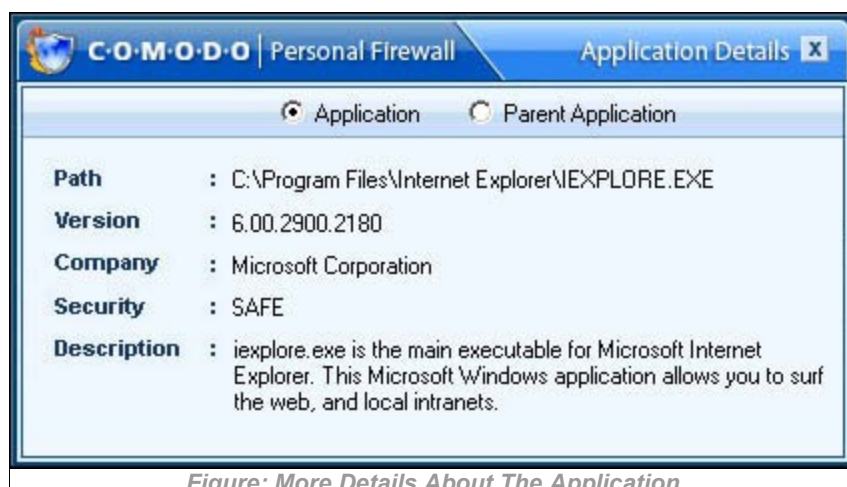 C·O·M·O·D·O | Personal Firewall Application Details X
Application Parent Application
Path : C:\Program Files\Internet Explorer\IEXPLORE.EXE
Version : 6.00.2900.2180
Company : Microsoft Corporation
Security : SAFE
Description : iexplore.exe is the main executable for Microsoft Internet
Explorer. This Microsoft Windows application allows you to surf
the web, and local intranets.
Figure: More Details About The Application